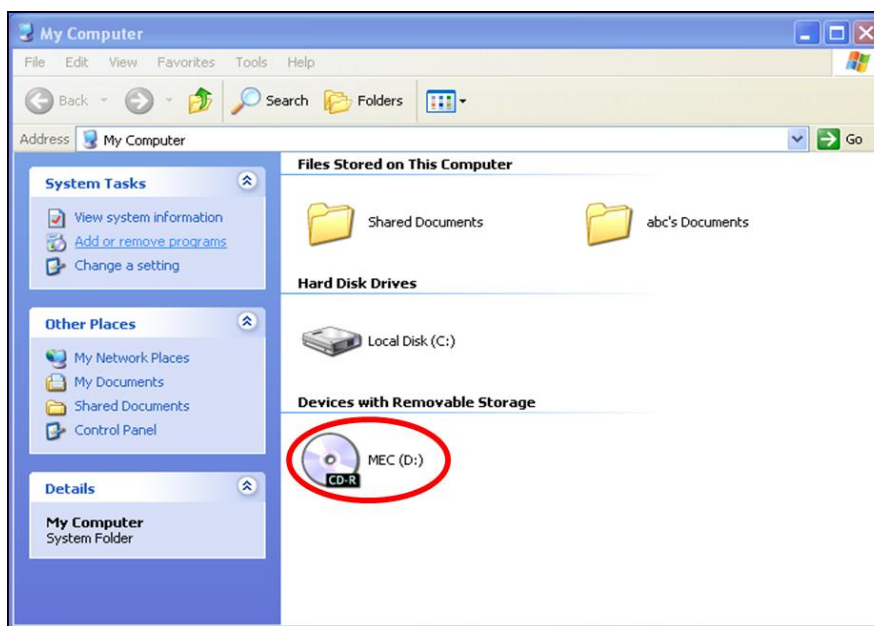 My Computer
File Edit View Favorites Tools Help
Back Search Folders
Address My Computer Go
System Tasks
View system information
Add or remove programs
Change a setting
Other Places
My Network Places
My Documents
Shared Documents
Control Panel
Details
My Computer
System Folder
Files Stored on This Computer
Shared Documents abc's Documents
Hard Disk Drives
Local Disk (C:)
Devices with Removable Storage
MEC (D:)
CD-R